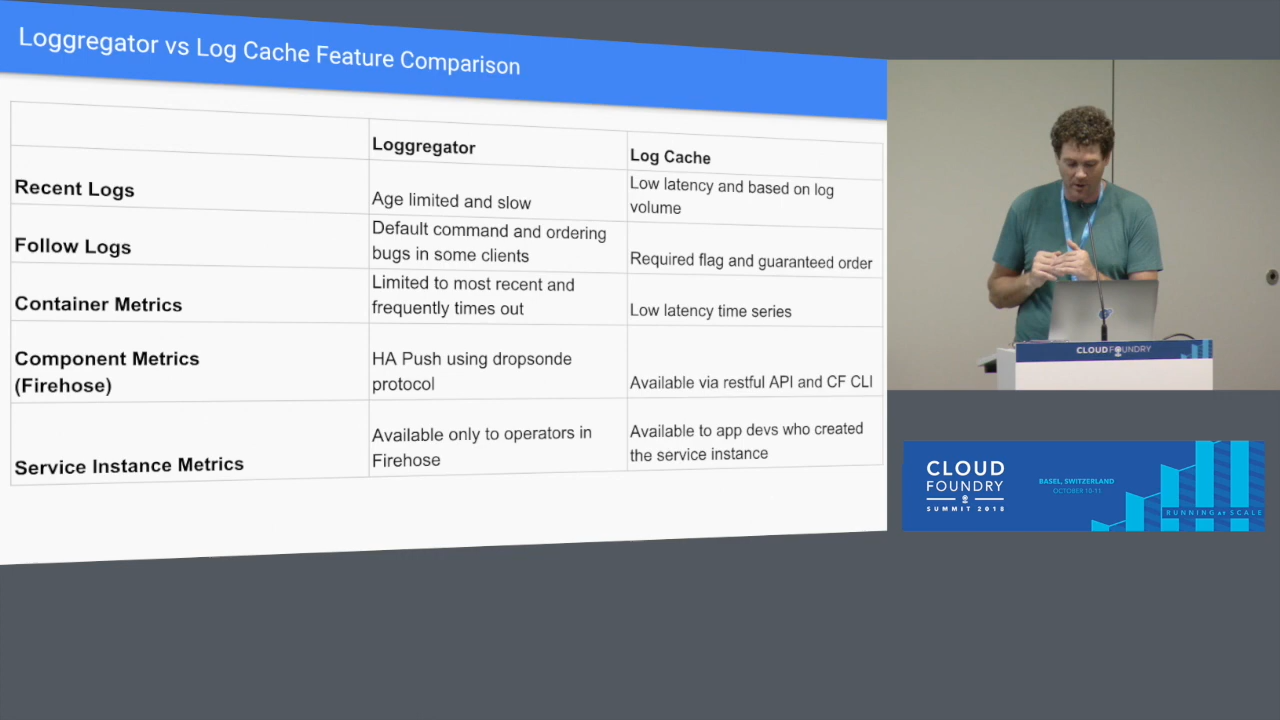 Loggregator vs Log Cache Feature Comparison
Loggregator
Log Cache
Recent Logs
Age limited and slow
Low latency and based on log
volume
Follow Logs
Default command and ordering
bugs in some clients
Required flag and guaranteed order
Container Metrics
Limited to most recent and
frequently times out
Low latency time series
Component Metrics
(Firehose)
HA Push using dropsonde
protocol
Available via restful API and CF CLI
Service Instance Metrics
Available only to operators in
Firehose
Available to app devs who created
the service instance
CLOUD FOUNDRY
CLOUD
FOUNDRY
SUMMIT 2018
BASEL, SWITZERLAND
OCTOBER 10-11
RUNNING AT SCALE